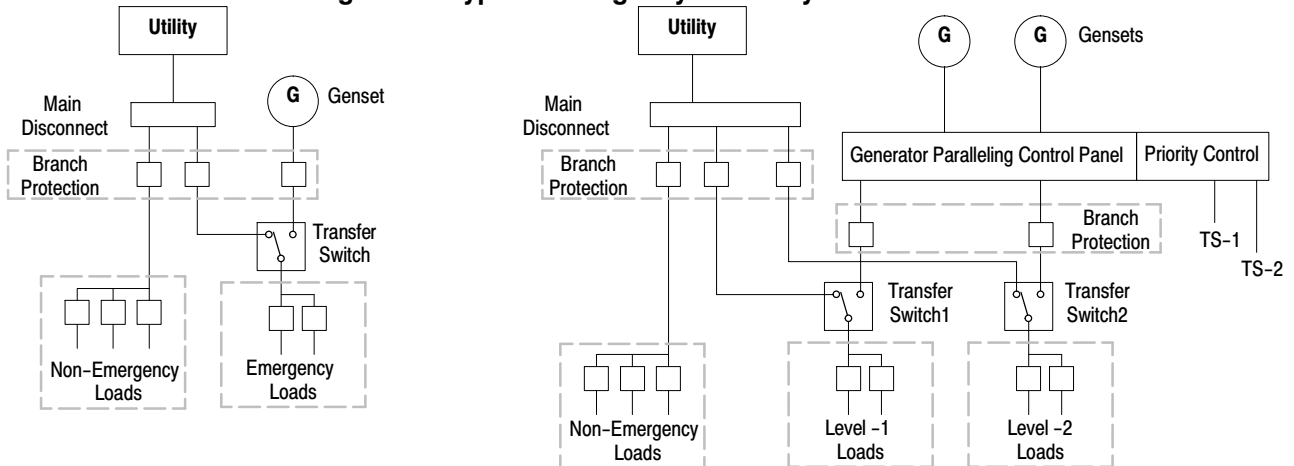 Utility
G
Genset
Main
Disconnect
Branch
Protection
Transfer
Switch
Non-Emergency
Loads
Emergency
Loads
Utility
G
G
Gensets
Main
Disconnect
Branch
Protection
Generator Paralleling Control Panel
Priority Control
Branch
Protection
TS-1
TS-2
Transfer
Switch1
Transfer
Switch2
Non-Emergency
Loads
Level -1
Loads
Level -2
Loads